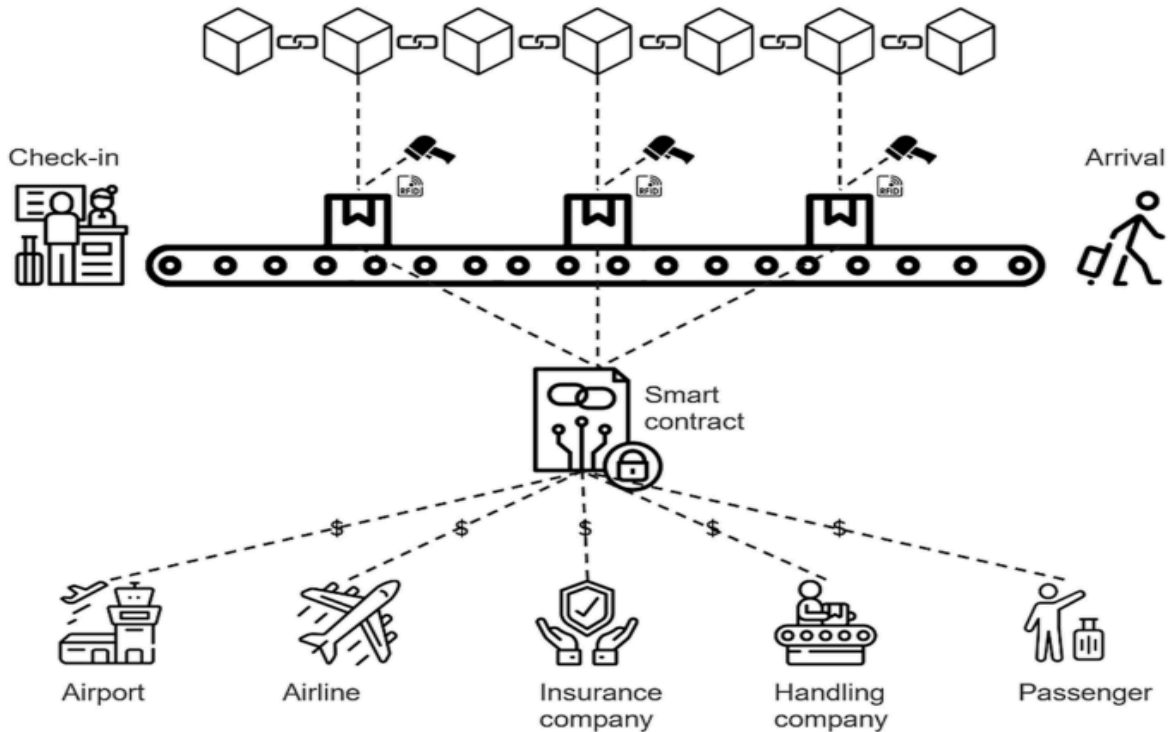 Check-in
Arrival
RFID
RFID
RFID
Smart
contract
$ $ $ $ $
Airport
Airline
Insurance
company
Handling
company
Passenger